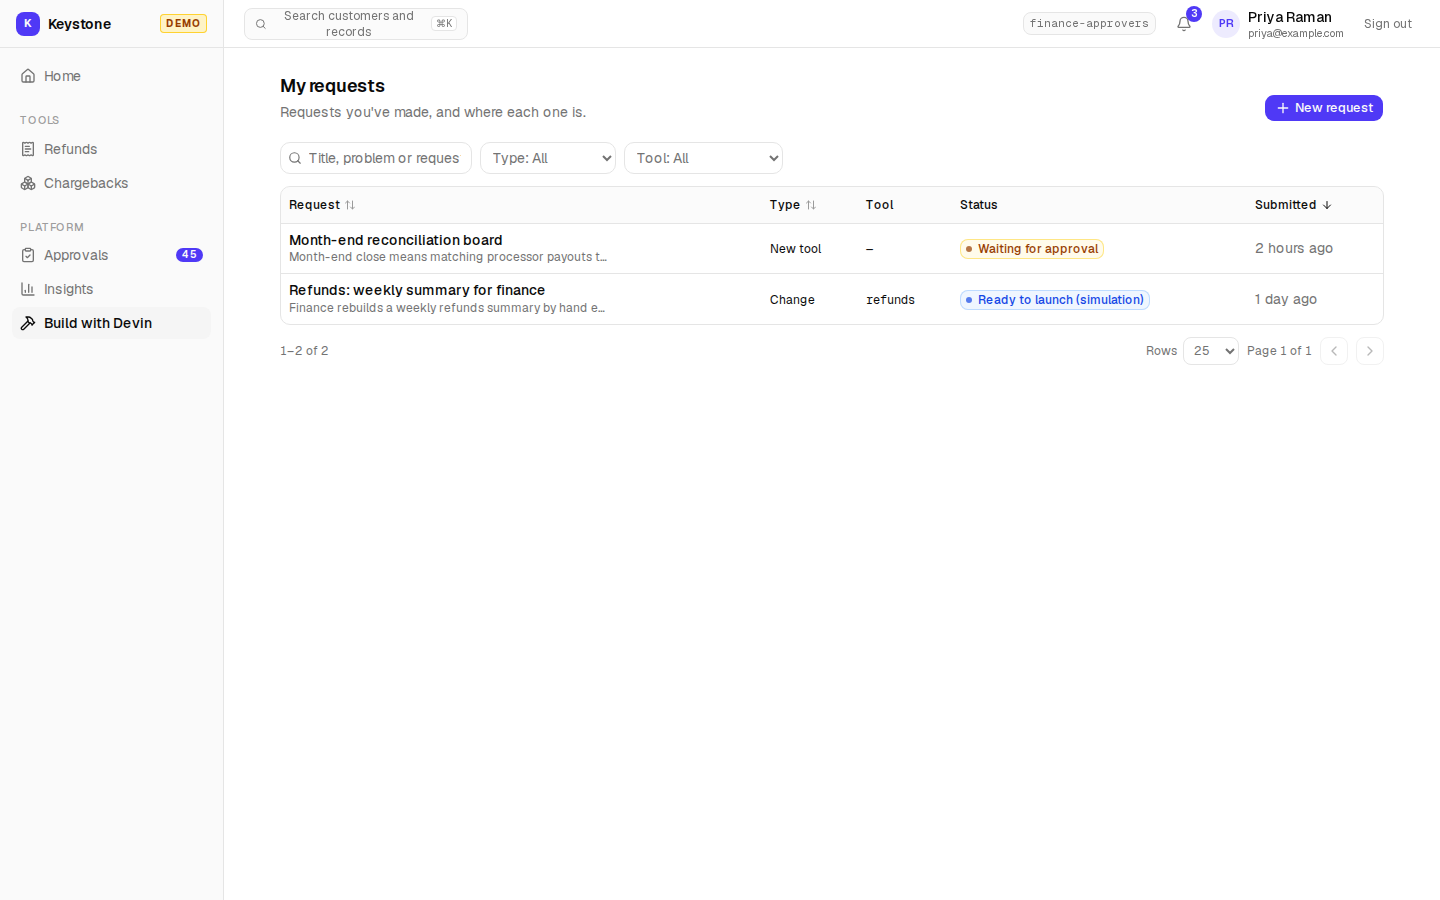 K Keystone DEMO
Search customers and records ⌘K
finance-approvers
3
PR
Priya Raman
priya@example.com
Sign out
Home
TOOLS
Refunds
Chargebacks
PLATFORM
Approvals 45
Insights
Build with Devin
My requests
Requests you've made, and where each one is.
New request
Title, problem or reques
Type: All
Tool: All
Request Type Tool Status Submitted
Month-end reconciliation board
Month-end close means matching processor payouts t…
New tool – Waiting for approval 2 hours ago
Refunds: weekly summary for finance
Finance rebuilds a weekly refunds summary by hand e…
Change refunds Ready to launch (simulation) 1 day ago
1–2 of 2
Rows 25 Page 1 of 1